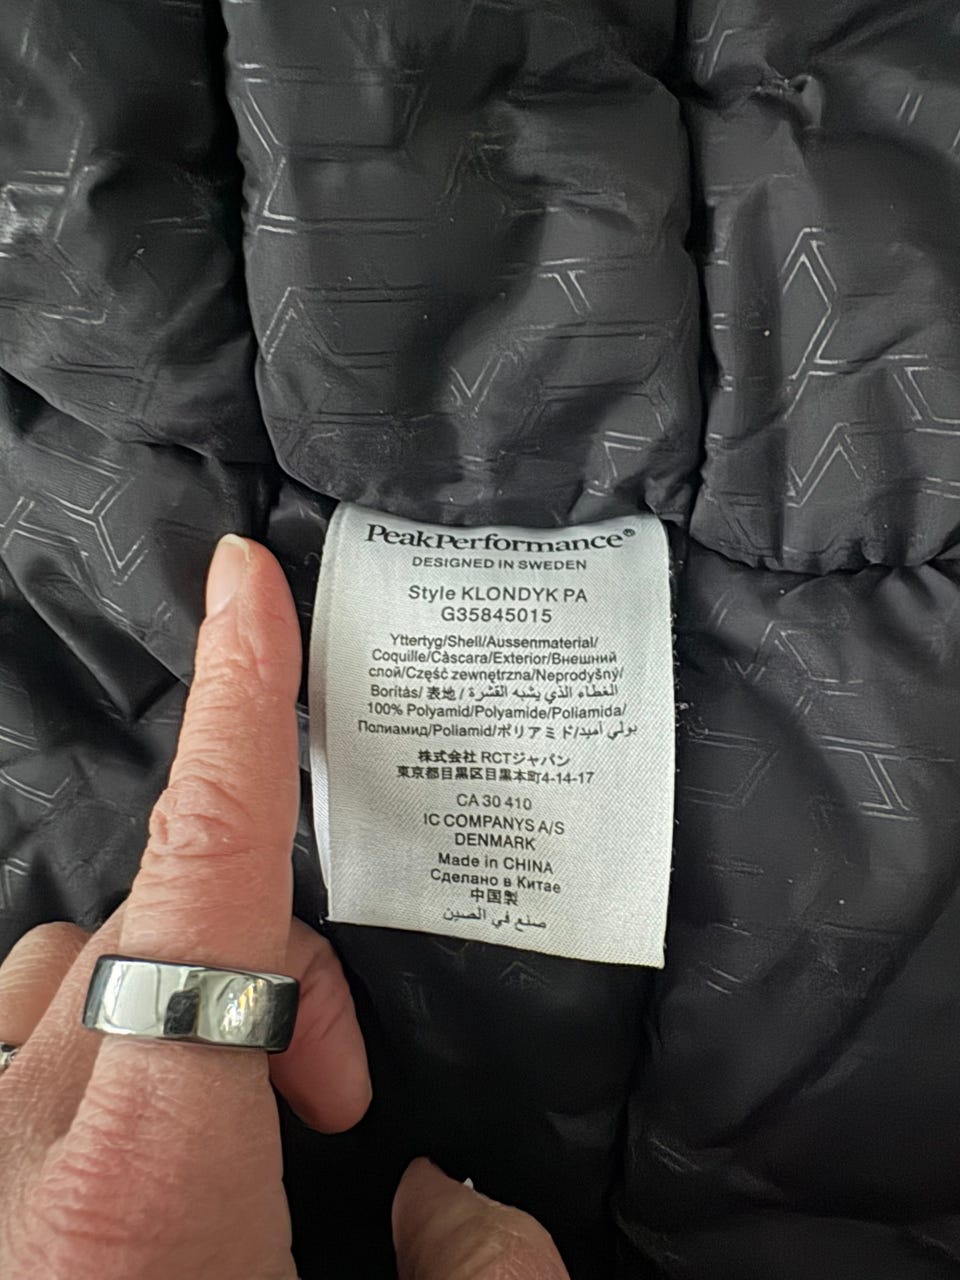 PeakPerformance®
DESIGNED IN SWEDEN
Style KLONDYK PA
G35845015
Yttertyg/Shell/Aussenmaterial/
Coquille/Càscara/Exterior/Внешний
слой/Część zewnętrzna/Neprodyšný/
Borítás/ 表地 / الغطاء الذي يشبه القشرة
100% Polyamid/Polyamide/Poliamida/
Полиамид/Poliamid/ポリアミド/بولي أميد
株式会社 RCTジャパン
東京都目黒区目黒本町4-14-17
CA 30 410
IC COMPANYS A/S
DENMARK
Made in CHINA
Сделано в Китае
中国製
صنع في الصين